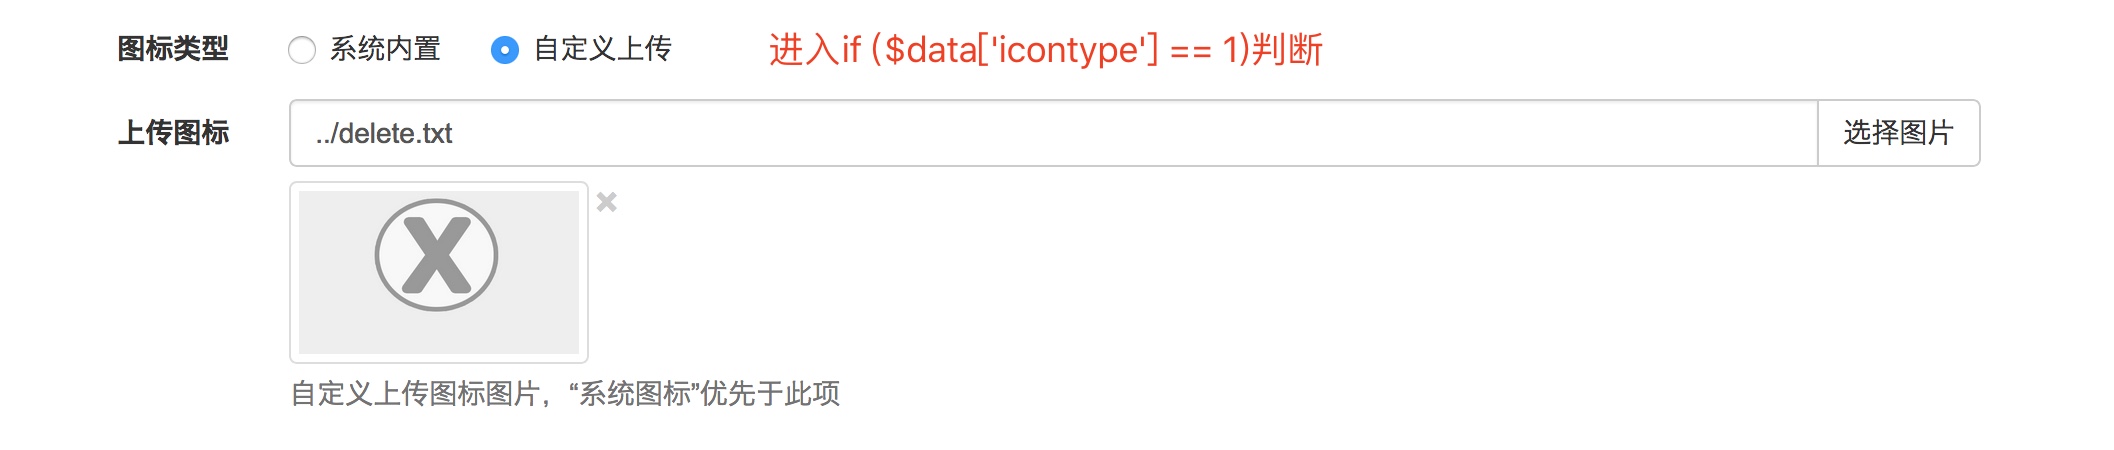 图标类型 系统内置 自定义上传 进入if ($data['icontype'] == 1)判断
上传图标 ../delete.txt 选择图片
X
自定义上传图标图片，“系统图标”优先于此项